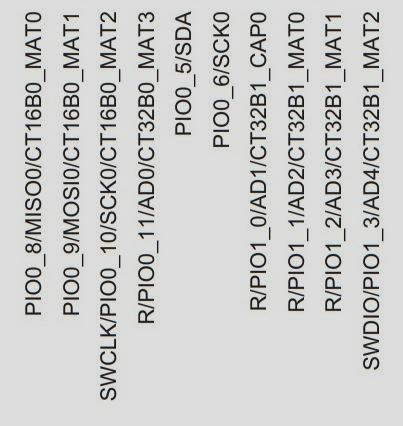 PIO0_8/MISO0/CT16B0_MAT0
PIO0_9/MOSI0/CT16B0_MAT1
SWCLK/PIO0_10/SCK0/CT16B0_MAT2
R/PIO0_11/AD0/CT32B0_MAT3
PIO0_5/SDA
PIO0_6/SCK0
R/PIO1_0/AD1/CT32B1_CAP0
R/PIO1_1/AD2/CT32B1_MAT0
R/PIO1_2/AD3/CT32B1_MAT1
SWDIO/PIO1_3/AD4/CT32B1_MAT2